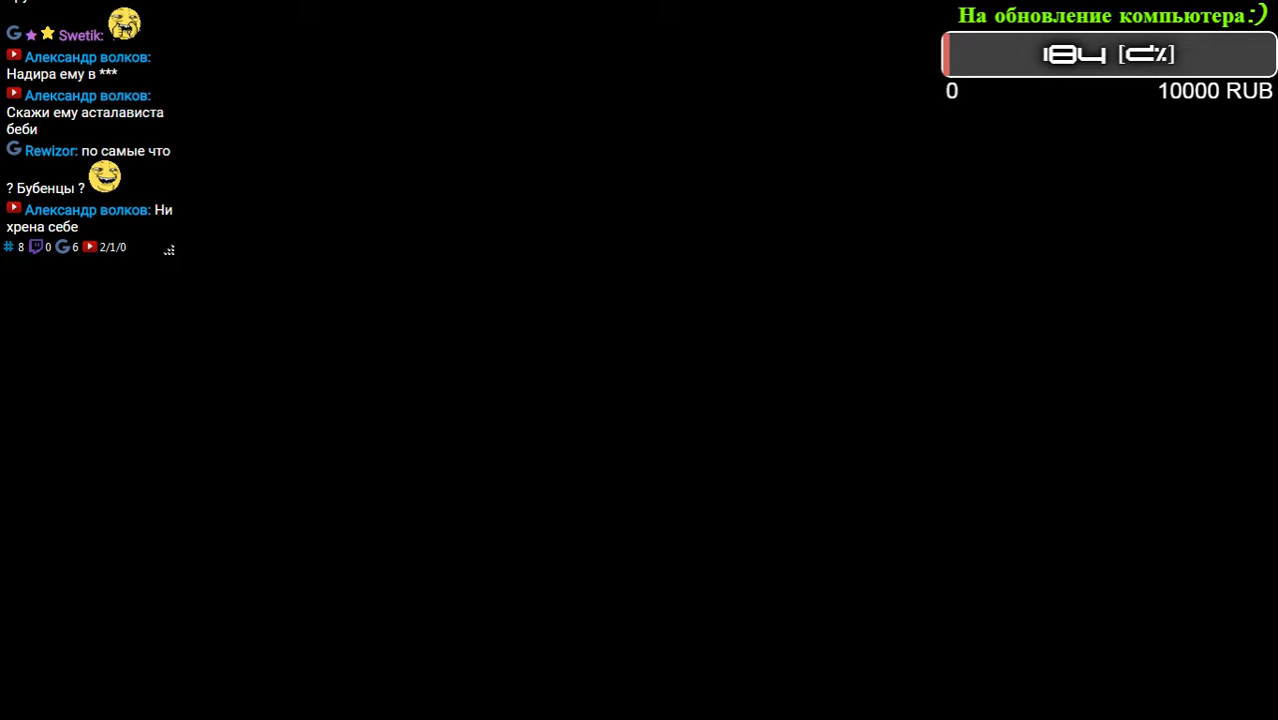 Swetik:
Александр волков:
Надира ему в ***
Александр волков:
Скажи ему асталависта
беби
Rewizor: по самые что
? Бубенцы ?
Александр волков: Ни
хрена себе
8 0 6 2/1/0
На обновление компьютера:)
184
0 10000 RUB